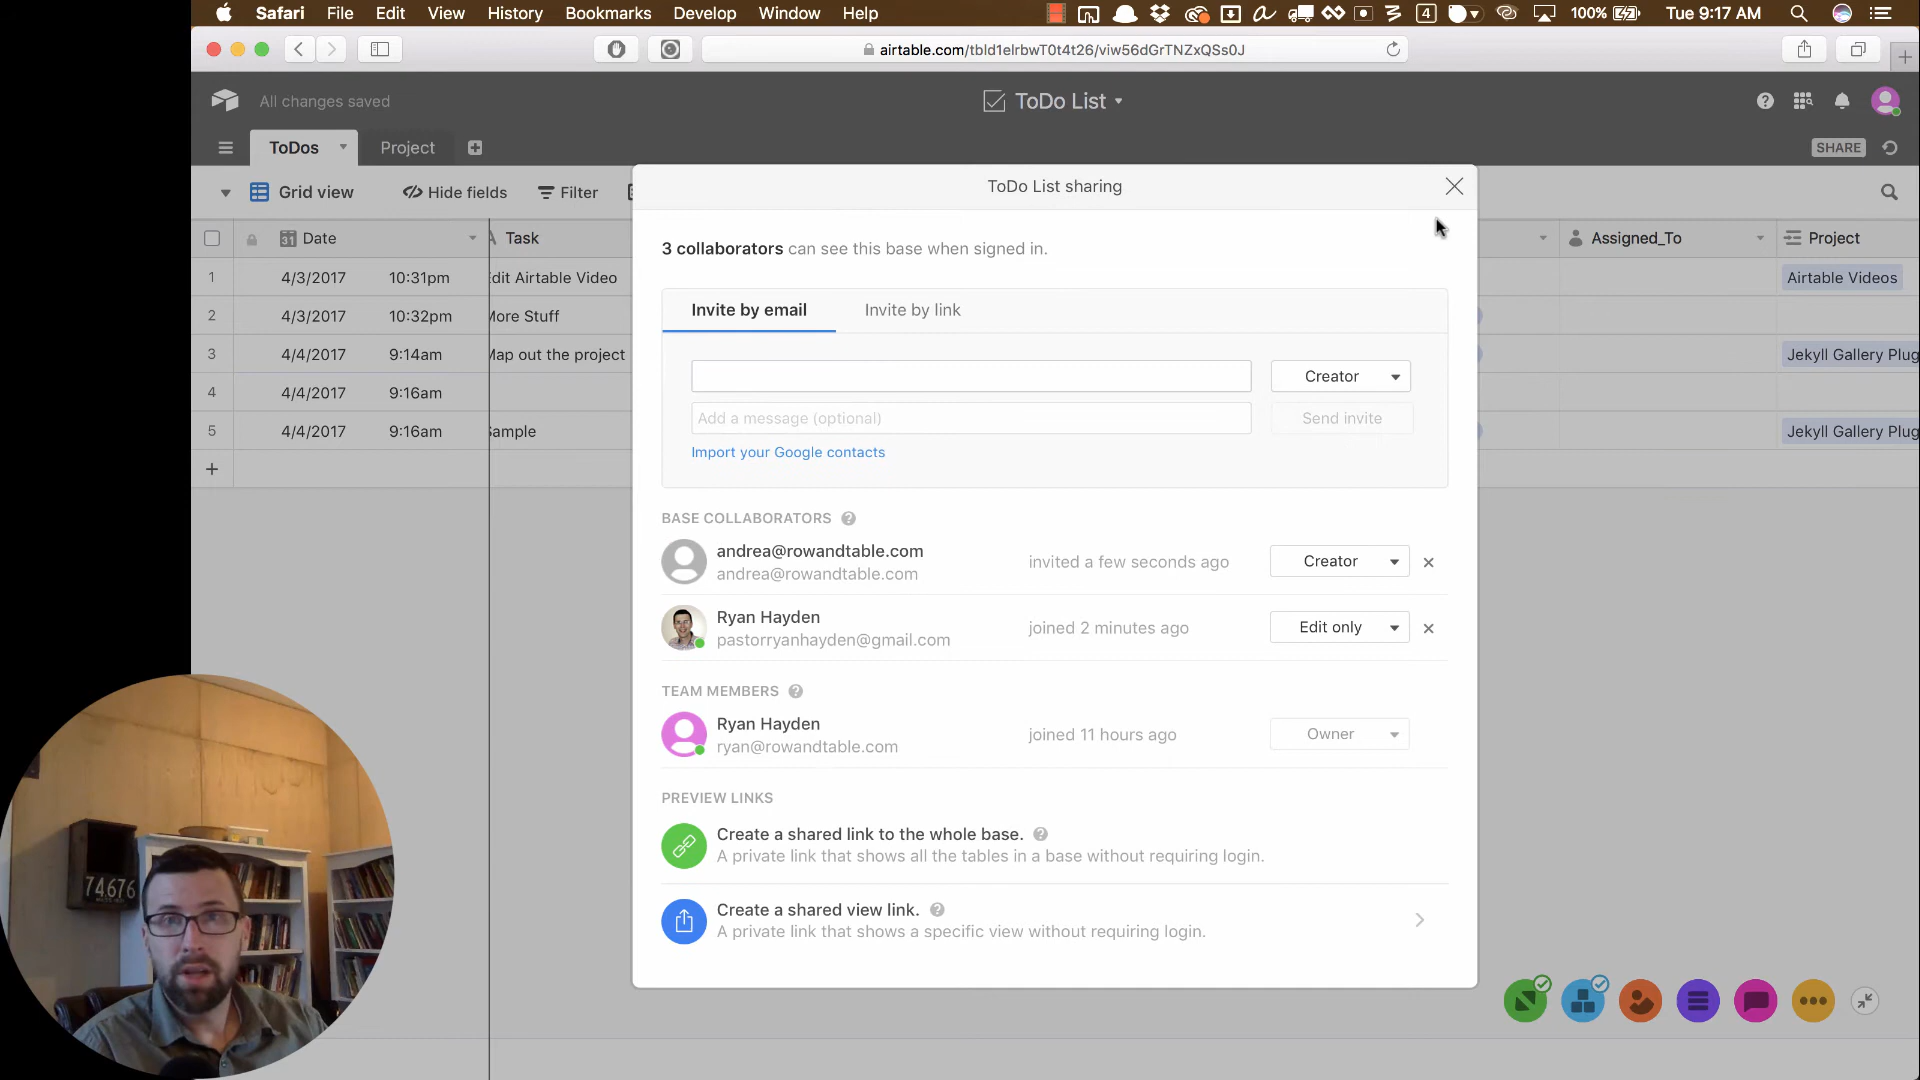 Safari File Edit View History Bookmarks Develop Window Help 4 100% Tue 9:17 AM
airtable.com/tbld1elrbwT0t4t26/viw56dGrTNZxQSs0J
All changes saved
ToDo List
ToDos Project
SHARE
Grid view Hide fields Filter
ToDo List sharing
31 Date A Task Assigned_To Project
1 4/3/2017 10:31pm dit Airtable Video Airtable Videos
2 4/3/2017 10:32pm More Stuff
3 4/4/2017 9:14am Map out the project Jekyll Gallery Plug
4 4/4/2017 9:16am
5 4/4/2017 9:16am Sample Jekyll Gallery Plug
+
3 collaborators can see this base when signed in.
Invite by email Invite by link
Creator
Add a message (optional) Send invite
Import your Google contacts
BASE COLLABORATORS ?
andrea@rowandtable.com
andrea@rowandtable.com
invited a few seconds ago
Creator
Ryan Hayden
pastorryanhayden@gmail.com
joined 2 minutes ago
Edit only
TEAM MEMBERS ?
Ryan Hayden
ryan@rowandtable.com
joined 11 hours ago
Owner
PREVIEW LINKS
Create a shared link to the whole base. ?
A private link that shows all the tables in a base without requiring login.
Create a shared view link. ?
A private link that shows a specific view without requiring login.
74,676